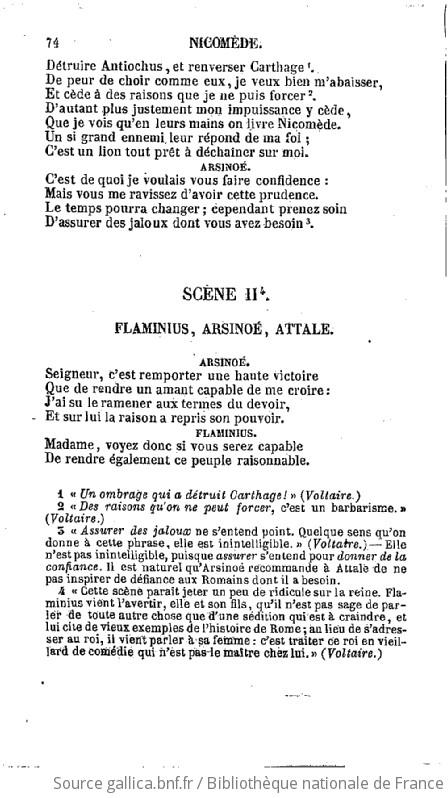 74 NICOMÈDE.
Détruire Antiochus, et renverser Carthage ¹.
De peur de choir comme eux, je veux bien m'abaisser,
Et cède à des raisons que je ne puis forcer ².
D'autant plus justement mon impuissance y cède,
Que je vois qu'en leurs mains on livre Nicomède.
Un si grand ennemi leur répond de ma foi ;
C'est un lion tout prêt à déchaîner sur moi.
ARSINOÉ.
C'est de quoi je voulais vous faire confidence :
Mais vous me ravissez d'avoir cette prudence.
Le temps pourra changer ; cependant prenez soin
D'assurer des jaloux dont vous avez besoin ³.
SCÈNE II⁴.
FLAMINIUS, ARSINOÉ, ATTALE.
ARSINOÉ.
Seigneur, c'est remporter une haute victoire
Que de rendre un amant capable de me croire :
J'ai su le ramener aux termes du devoir,
Et sur lui la raison a repris son pouvoir.
FLAMINIUS.
Madame, voyez donc si vous serez capable
De rendre également ce peuple raisonnable.
1 « Un ombrage qui a détruit Carthage! » (Voltaire.)
2 « Des raisons qu'on ne peut forcer, c'est un barbarisme. »
(Voltaire.)
3 « Assurer des jaloux ne s'entend point. Quelque sens qu'on
donne à cette phrase, elle est inintelligible. » (Voltaire.) — Elle
n'est pas inintelligible, puisque assurer s'entend pour donner de la
confiance. Il est naturel qu'Arsinoé recommande à Attale de ne
pas inspirer de défiance aux Romains dont il a besoin.
4 « Cette scène paraît jeter un peu de ridicule sur la reine. Fla-
minius vient l'avertir, elle et son fils, qu'il n'est pas sage de par-
ler de toute autre chose que d'une sédition qui est à craindre, et
lui cite de vieux exemples de l'histoire de Rome ; au lieu de s'adres-
ser au roi, il vient parler à sa femme : c'est traiter ce roi en vieil-
lard de comédie qui n'est pas le maître chez lui. » (Voltaire.)
Source gallica.bnf.fr / Bibliothèque nationale de France